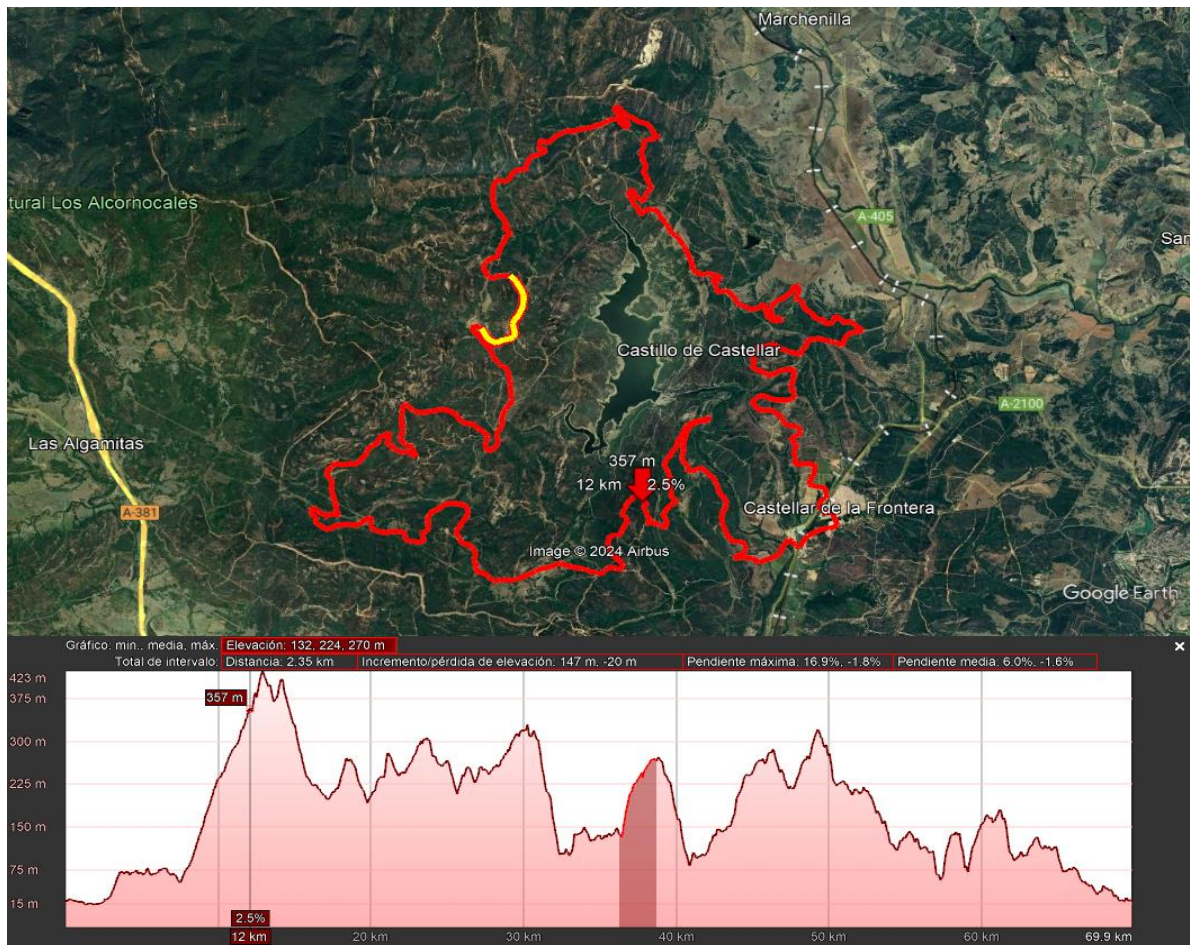 Marchenilla
tural Los Alcornocales
A-405
San
Castillo de Castellar
A-2100
Las Algamitas
357 m
12 km 2.5%
A-381
Castellar de la Frontera
Image © 2024 Airbus
Google Earth
Gráfico: min., media, máx. Elevación: 132, 224, 270 m
Total de intervalo: Distancia: 2.35 km Incremento/pérdida de elevación: 147 m, -20 m Pendiente máxima: 16.9%, -1.8% Pendiente media: 6.0%, -1.6%
423 m
375 m
357 m
300 m
225 m
150 m
75 m
15 m
2.5%
12 km 20 km 30 km 40 km 50 km 60 km 69,9 km